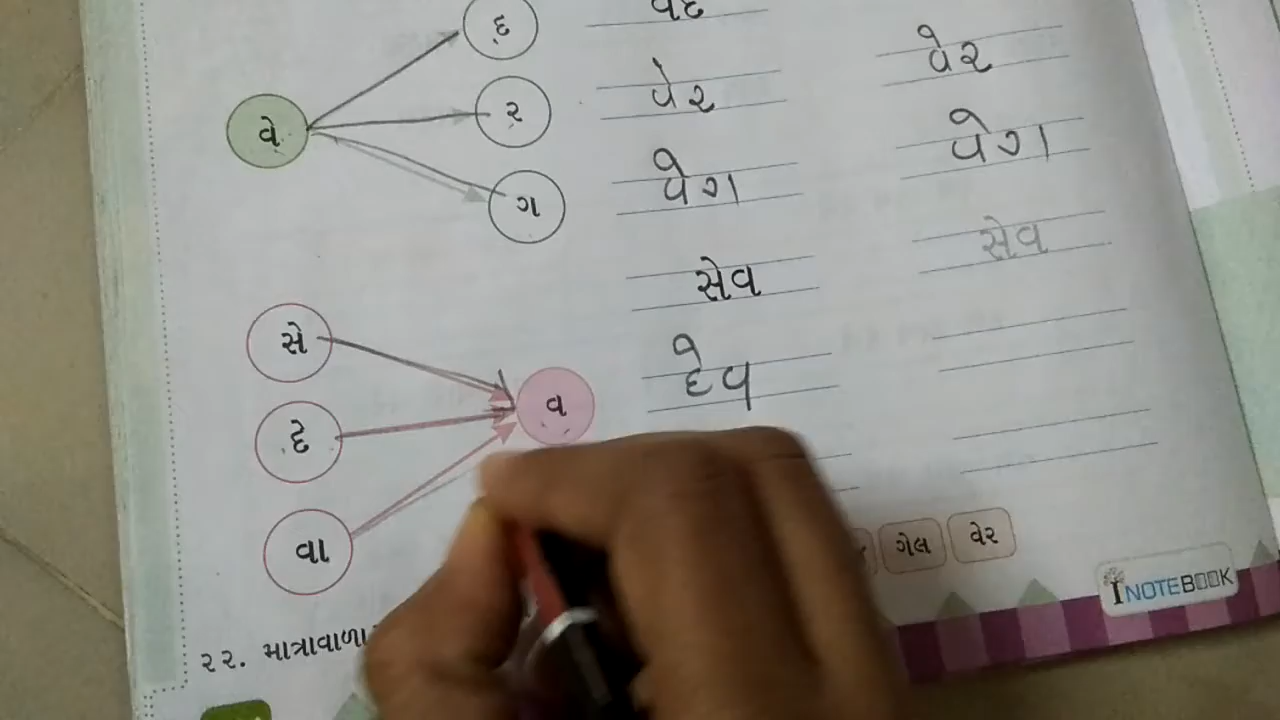 દ વેદ
વે ર વેર વેર
ગ વેગ વેગ
સેવ સેવ
સે
વ દેવ
દે
વા
ગેલ વેર
૨૨. માત્રાવાળા
iNOTEBOOK